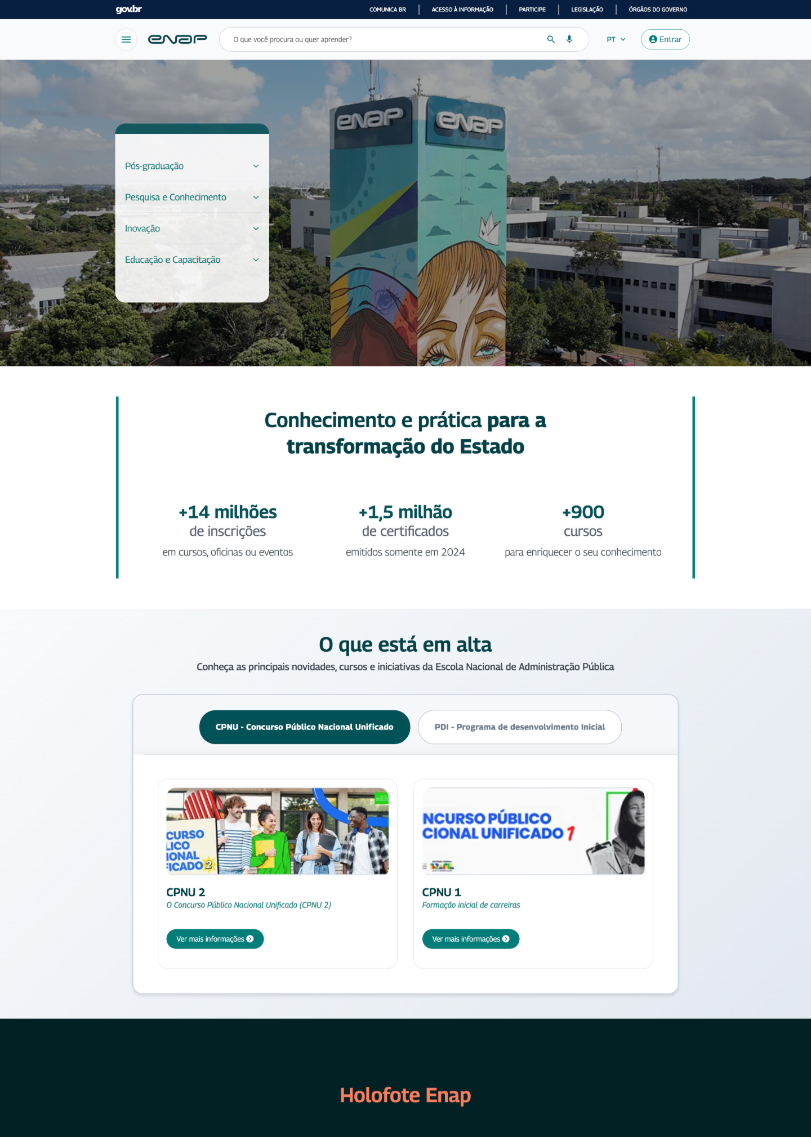 gov.br
COMUNICA BR
ACESSO À INFORMAÇÃO
PARTICIPE
LEGISLAÇÃO
ÓRGÃOS DO GOVERNO
enap
O que você procura ou quer aprender?
PT
Entrar
enap
enap
Pós-graduação
Pesquisa e Conhecimento
Inovação
Educação e Capacitação
Conhecimento e prática para a
transformação do Estado
+14 milhões
de inscrições
em cursos, oficinas ou eventos
+1,5 milhão
de certificados
emitidos somente em 2024
+900
cursos
para enriquecer o seu conhecimento
O que está em alta
Conheça as principais novidades, cursos e iniciativas da Escola Nacional de Administração Pública
CPNU - Concurso Público Nacional Unificado
PDI - Programa de desenvolvimento Inicial
CURSO
LICO
IONAL
FICADO 2
CPNU 2
O Concurso Público Nacional Unificado (CPNU 2)
Ver mais informações
NCURSO PÚBLICO
CIONAL UNIFICADO 1
CPNU 1
Formação inicial de carreiras
Ver mais informações
Holofote Enap